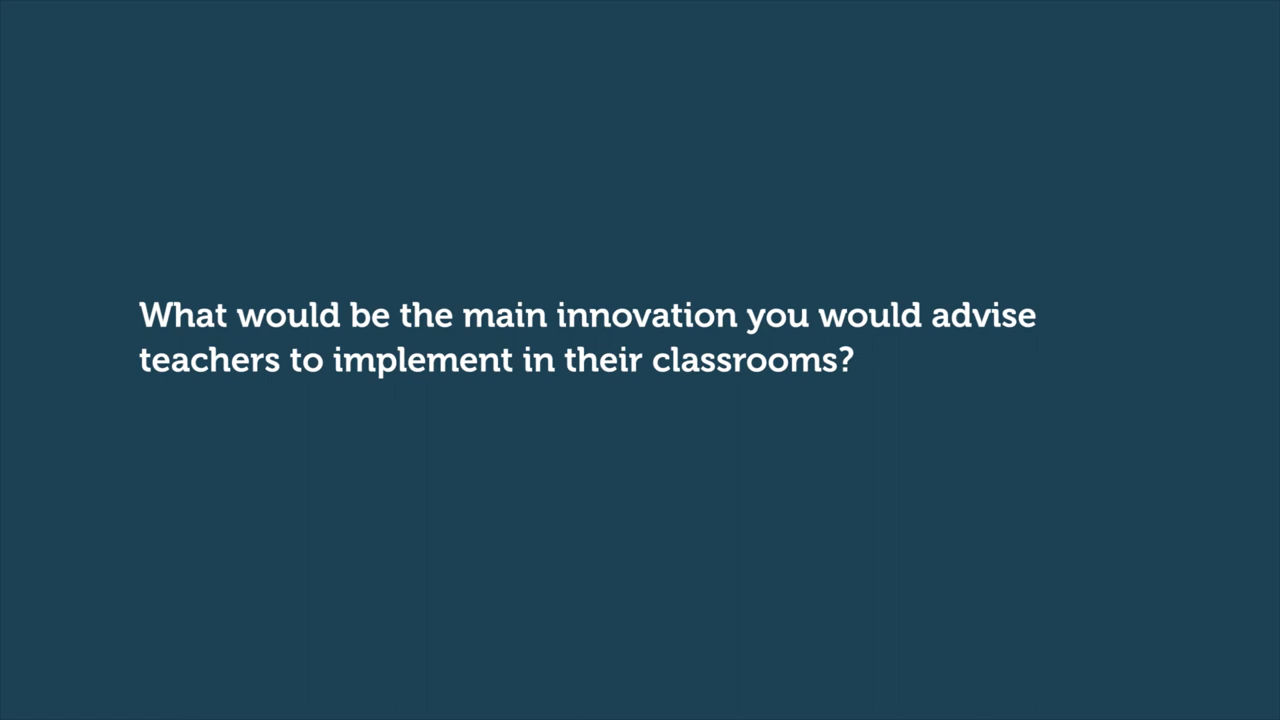 What would be the main innovation you would advise
teachers to implement in their classrooms?